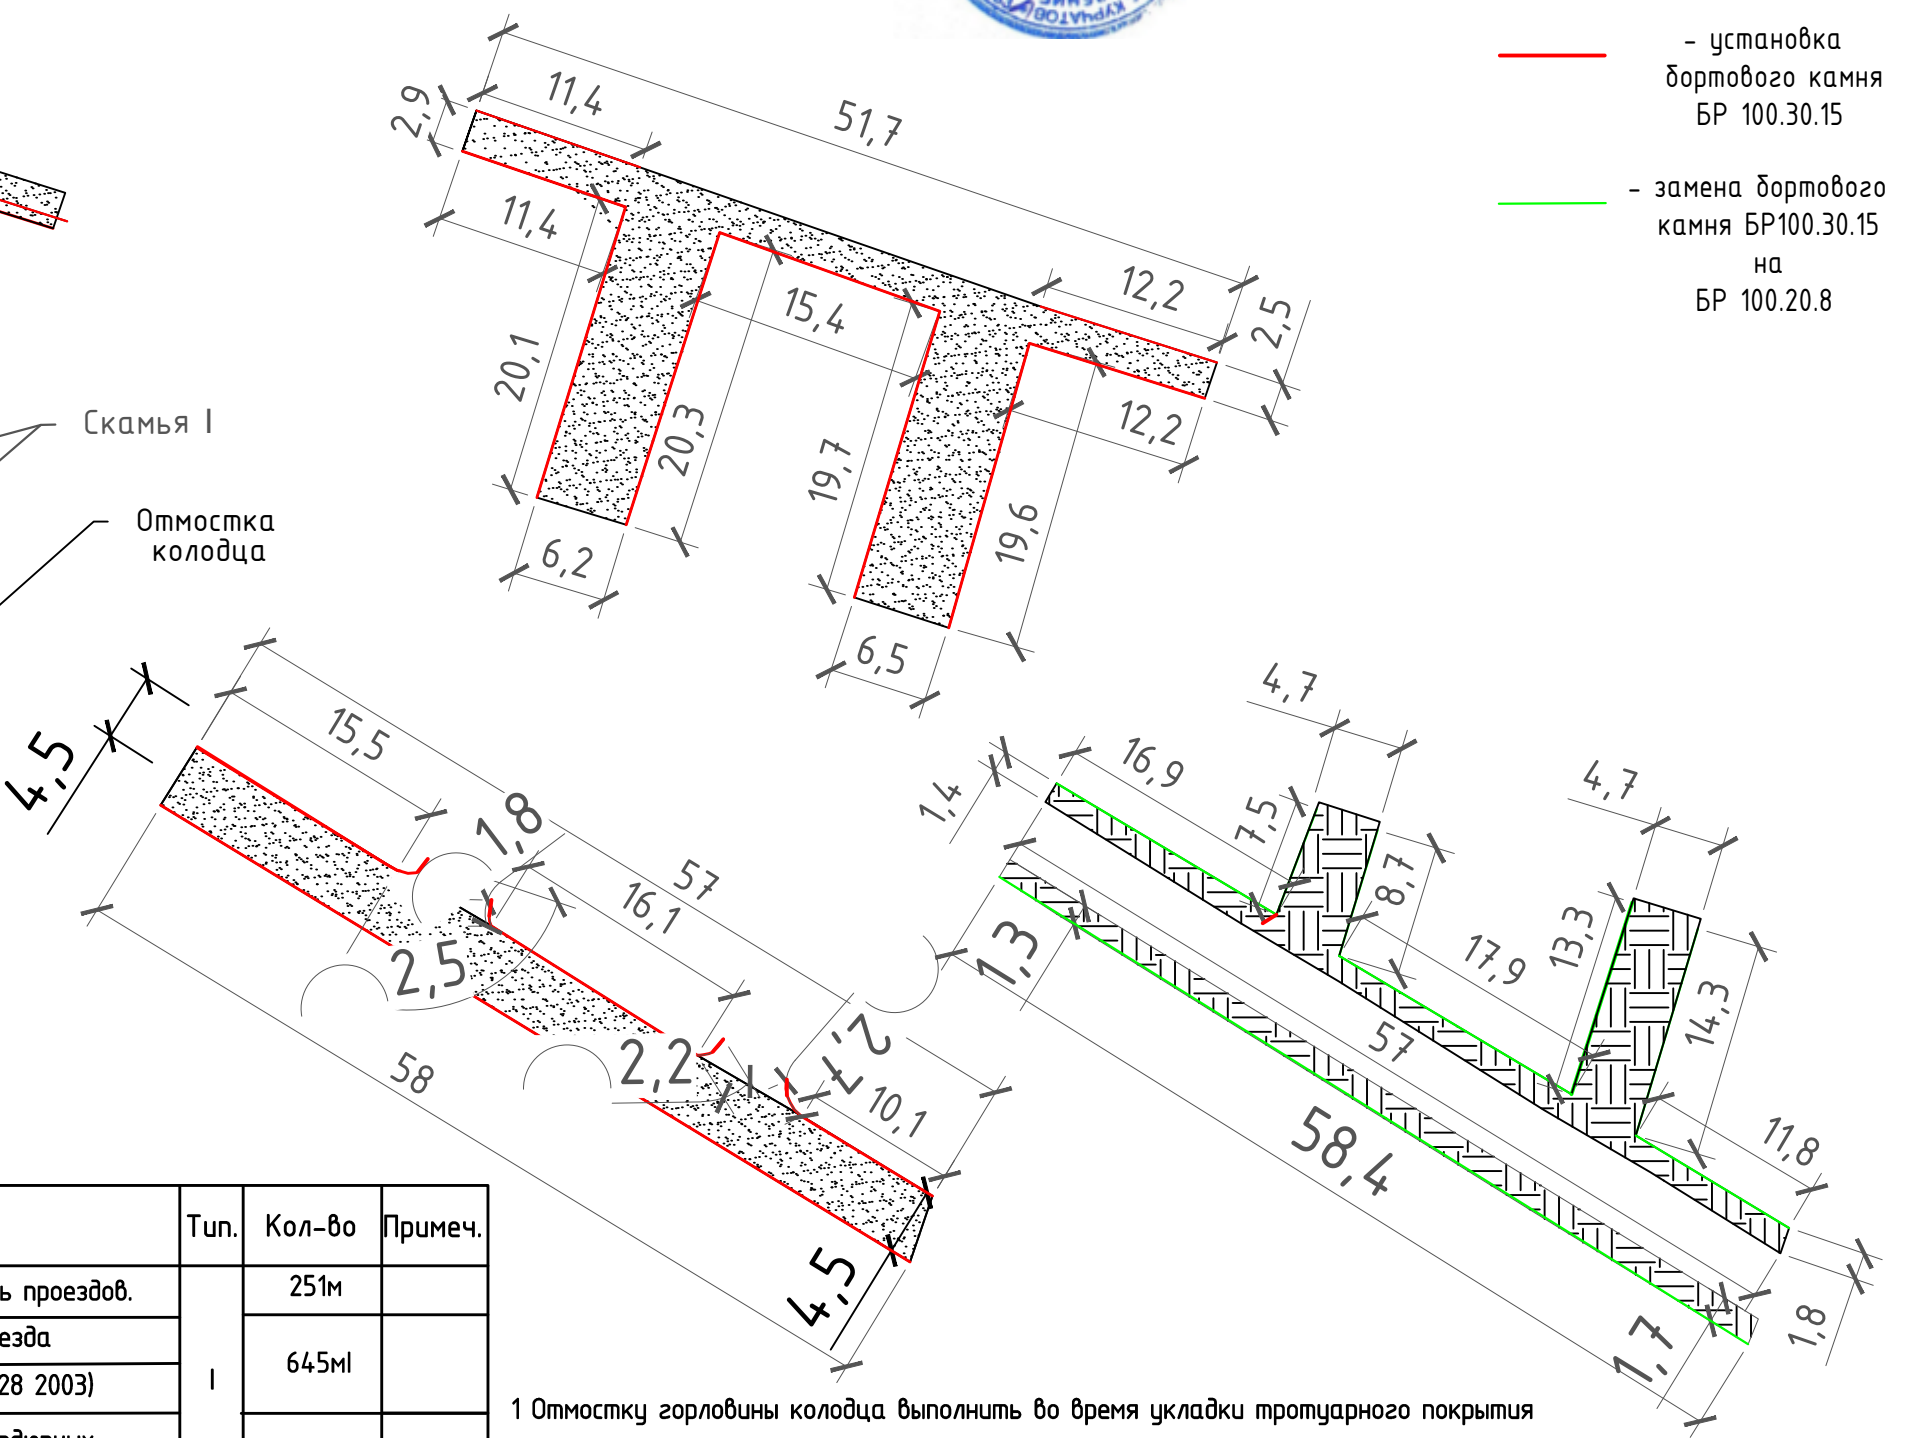 КУРЧАТОВ
- установка
бортового камня
БР 100.30.15
- замена бортового
камня БР100.30.15
на
БР 100.20.8
2,9
11,4
51,7
11,4
15,4
12,2
2,5
20,1
20,3
19,7
19,6
12,2
6,2
6,5
Скамья 1
Отмостка
колодца
4,5
15,5
1,8
57
16,1
2,5
2,2
2,7
10,1
58
4,5
4,7
16,9
1,4
7,5
8,7
4,7
17,9
13,3
14,3
1,3
57
58,4
11,8
1,7
1,8
Тип.
Кол-во
Примеч.
ь проездов.
251м
езда
645м
28 2003)
1
1 Отмостку горловины колодца выполнить во время укладки тротуарного покрытия